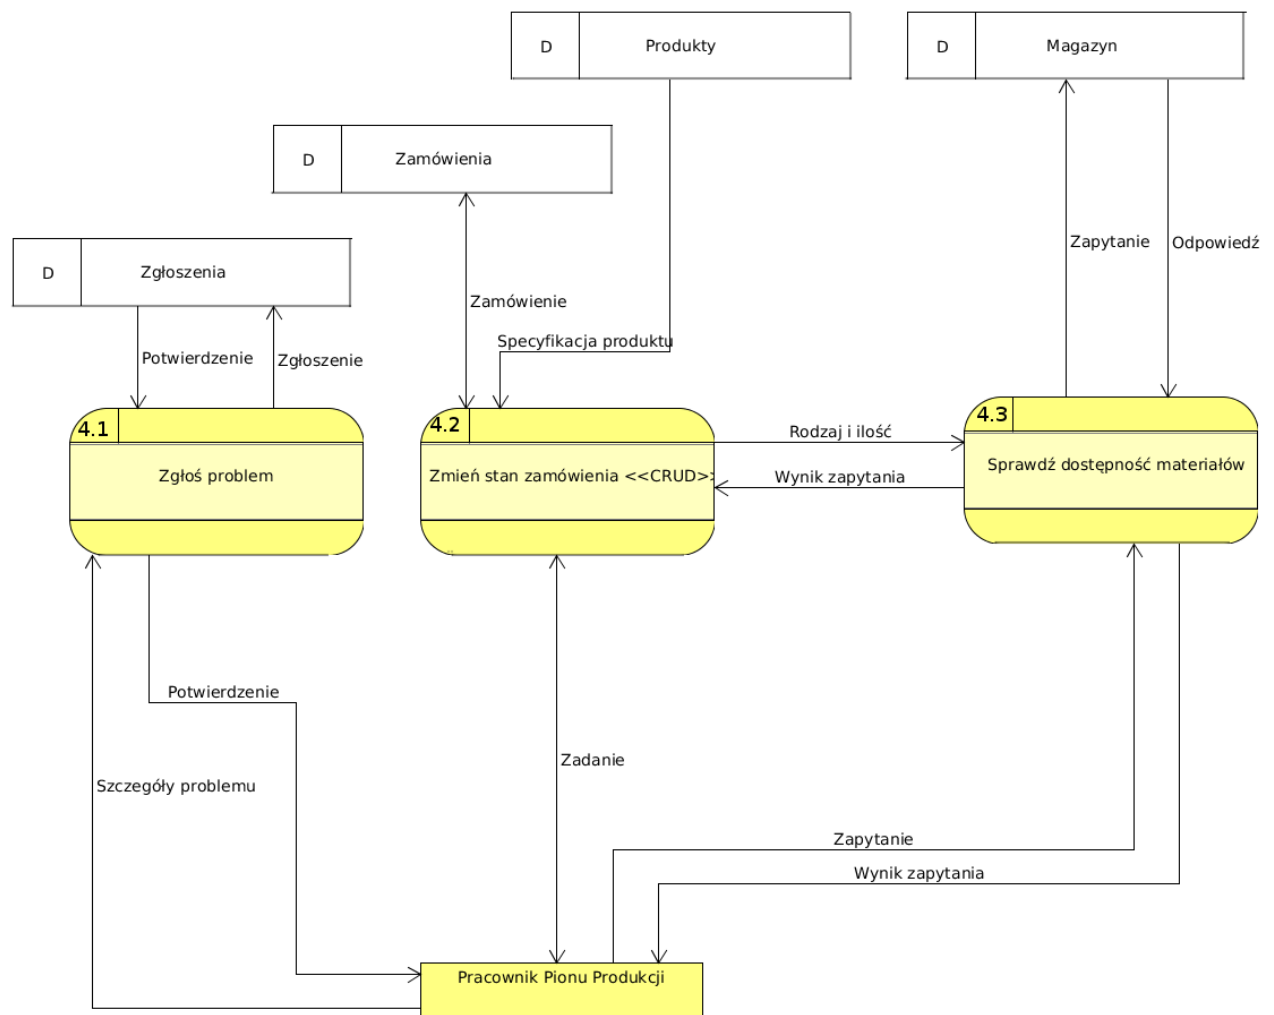 D Produkty
D Magazyn
D Zamówienia
D Zgłoszenia
Zapytanie
Odpowiedź
Zamówienie
Specyfikacja produktu
Potwierdzenie
Zgłoszenie
4.1
Zgłoś problem
4.2
Zmień stan zamówienia <<CRUD>>
4.3
Sprawdź dostępność materiałów
Rodzaj i ilość
Wynik zapytania
Potwierdzenie
Szczegóły problemu
Zadanie
Zapytanie
Wynik zapytania
Pracownik Pionu Produkcji